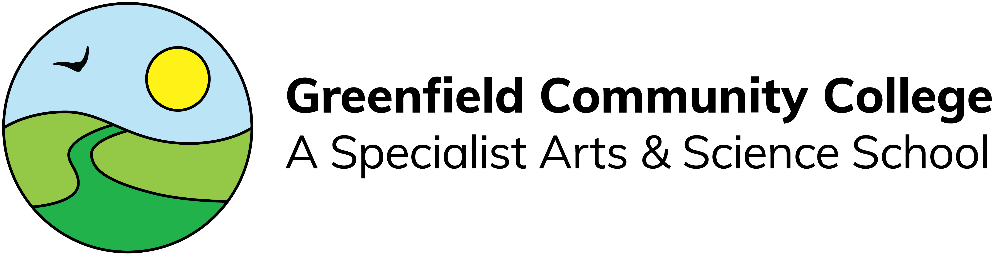 Greenfield Community College
A Specialist Arts & Science School